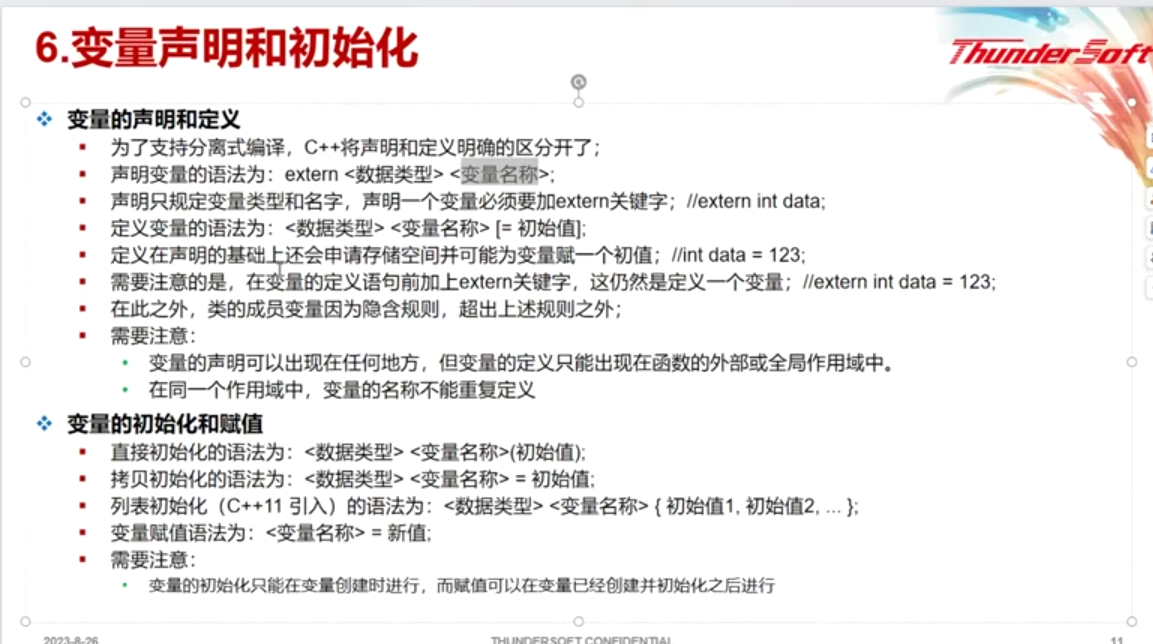 6.变量声明和初始化
ThunderSoft
变量的声明和定义
为了支持分离式编译，C++将声明和定义明确的区分开了；
声明变量的语法为：extern <数据类型> <变量名称>;
声明只规定变量类型和名字，声明一个变量必须要加extern关键字；//extern int data;
定义变量的语法为：<数据类型> <变量名称> [= 初始值];
定义在声明的基础上还会申请存储空间并可能为变量赋一个初值；//int data = 123;
需要注意的是，在变量的定义语句前加上extern关键字，这仍然是定义一个变量；//extern int data = 123;
在此之外，类的成员变量因为隐含规则，超出上述规则之外；
需要注意：
变量的声明可以出现在任何地方，但变量的定义只能出现在函数的外部或全局作用域中。
在同一个作用域中，变量的名称不能重复定义
变量的初始化和赋值
直接初始化的语法为：<数据类型> <变量名称>(初始值);
拷贝初始化的语法为：<数据类型> <变量名称> = 初始值;
列表初始化（C++11 引入）的语法为：<数据类型> <变量名称> { 初始值1, 初始值2, ... };
变量赋值语法为：<变量名称> = 新值;
需要注意：
变量的初始化只能在变量创建时进行，而赋值可以在变量已经创建并初始化之后进行
2023-8-26
THUNDERSOFT CONFIDENTIAL
11